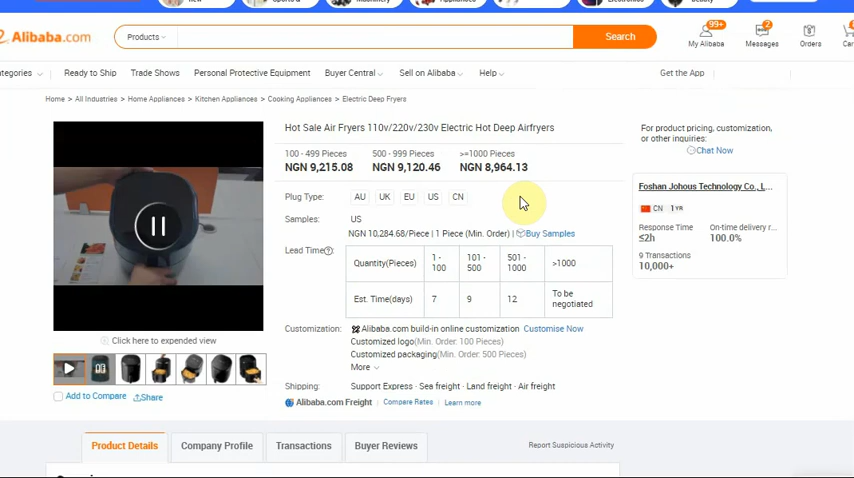 Machinery
Alibaba.com
Products
Search
99+
My Alibaba
2
Messages
Orders
Ready to Ship
Trade Shows
Personal Protective Equipment
Buyer Central
Sell on Alibaba
Help
Get the App
Home > All Industries > Home Appliances > Kitchen Appliances > Cooking Appliances > Electric Deep Fryers
Hot Sale Air Fryers 110v/220v/230v Electric Hot Deep Airfryers
100 - 499 Pieces
NGN 9,215.08
500 - 999 Pieces
NGN 9,120.46
>=1000 Pieces
NGN 8,964.13
Plug Type:
AU
UK
EU
US
CN
Samples:
US
NGN 10,284.68/Piece | 1 Piece (Min. Order) | Buy Samples
Lead Time
Quantity(Pieces)
1 - 100
101 - 500
501 - 1000
>1000
Est. Time(days)
7
9
12
To be negotiated
Customization:
Alibaba.com build-in online customization Customise Now
Customized logo(Min. Order: 100 Pieces)
Customized packaging(Min. Order: 500 Pieces)
More
Shipping:
Support Express · Sea freight · Land freight · Air freight
Alibaba.com Freight
Compare Rates
Learn more
Click here to expended view
Add to Compare
Share
For product pricing, customization,
or other inquiries:
Chat Now
Foshan Johous Technology Co., L...
CN 1YR
Response Time
≤2h
On-time delivery r...
100.0%
9 Transactions
10,000+
Product Details
Company Profile
Transactions
Buyer Reviews
Report Suspicious Activity